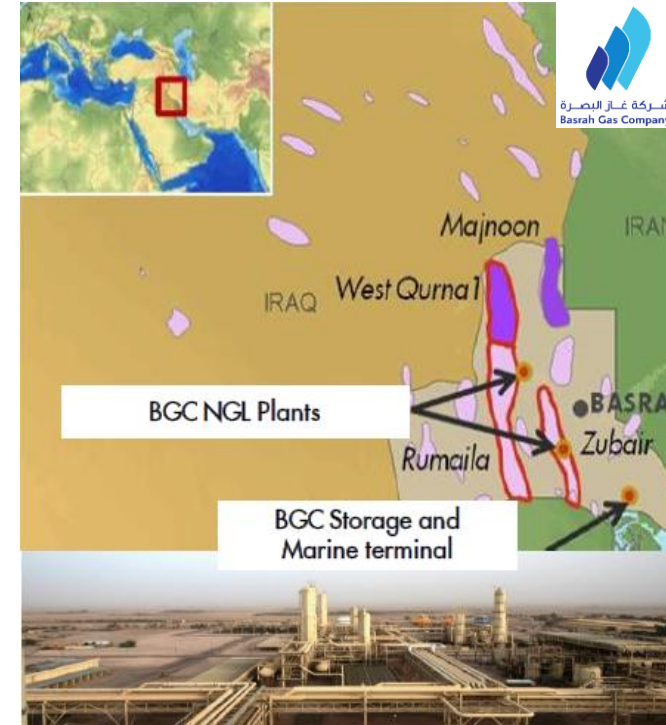 شركة غاز البصرة
Basrah Gas Company
Majnoon
IRAN
West Qurna1
IRAQ
BGC NGL Plants
BASRA
Zubair
Rumaila
BGC Storage and
Marine terminal